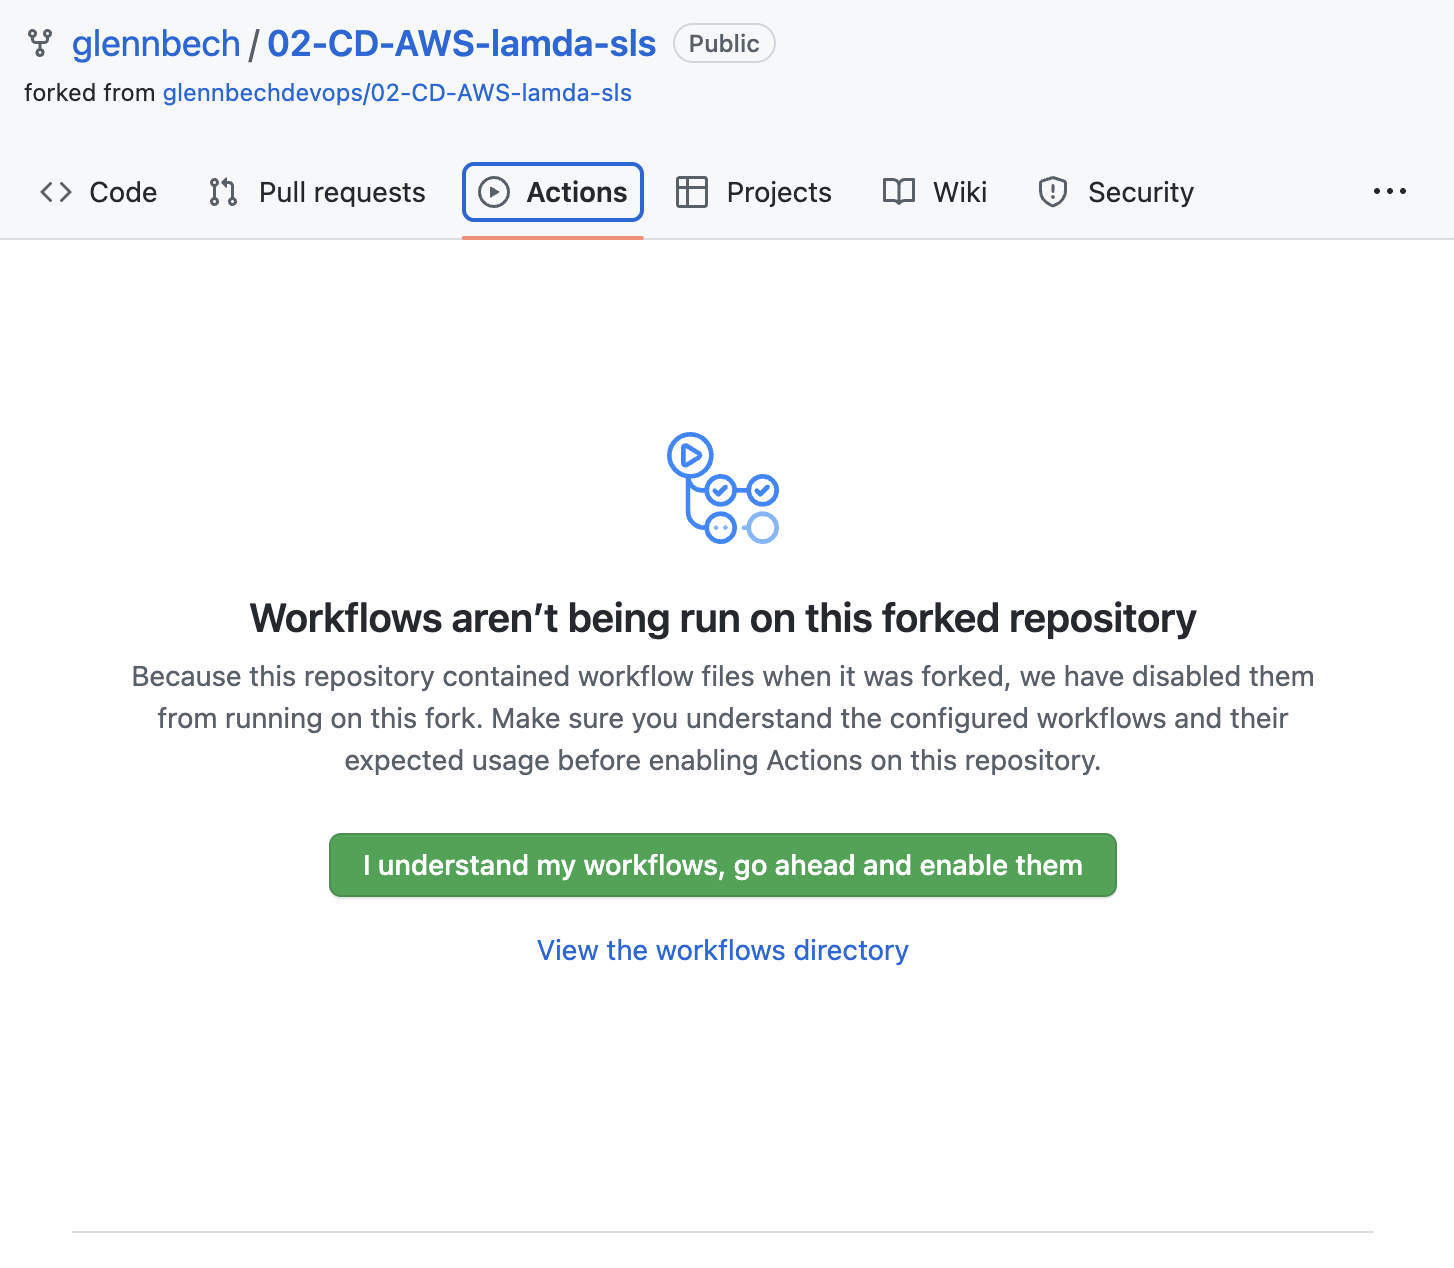 glennbech / 02-CD-AWS-lamda-sls Public
forked from glennbechdevops/02-CD-AWS-lamda-sls
Code Pull requests Actions Projects Wiki Security
Workflows aren’t being run on this forked repository
Because this repository contained workflow files when it was forked, we have disabled them
from running on this fork. Make sure you understand the configured workflows and their
expected usage before enabling Actions on this repository.
I understand my workflows, go ahead and enable them
View the workflows directory